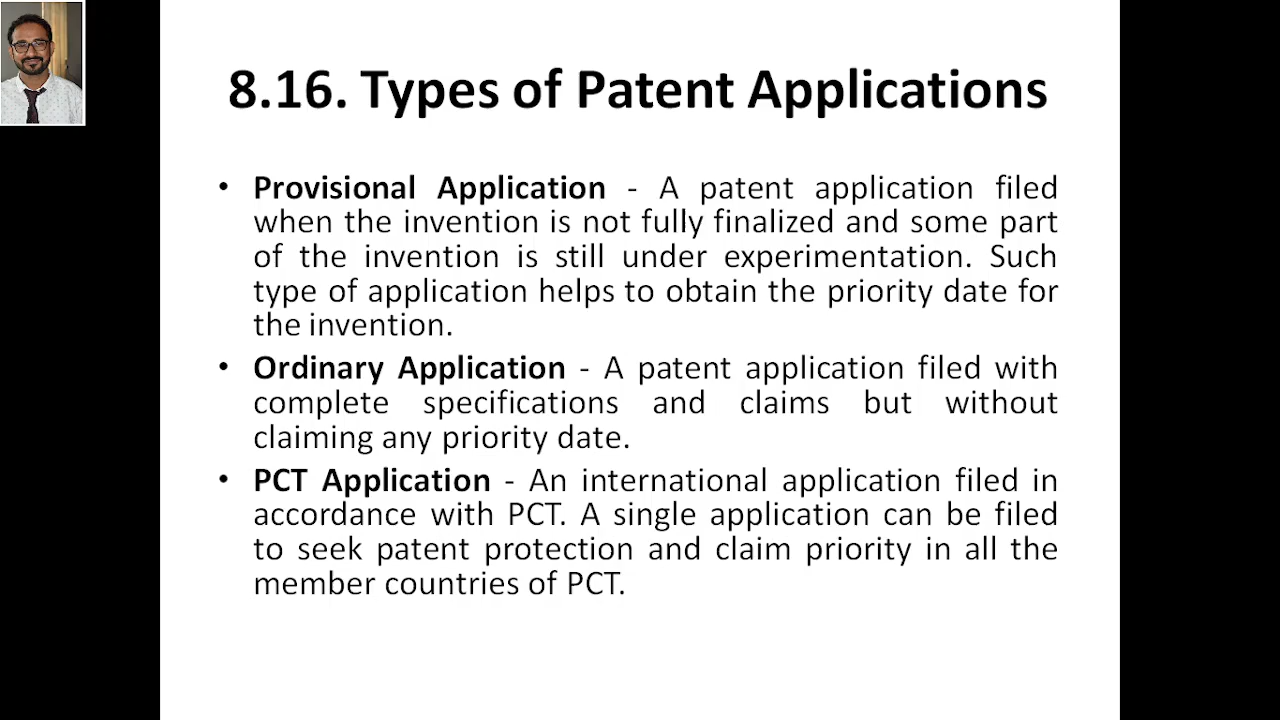 8.16. Types of Patent Applications
• Provisional Application - A patent application filed
when the invention is not fully finalized and some part
of the invention is still under experimentation. Such
type of application helps to obtain the priority date for
the invention.
• Ordinary Application - A patent application filed with
complete specifications and claims but without
claiming any priority date.
• PCT Application - An international application filed in
accordance with PCT. A single application can be filed
to seek patent protection and claim priority in all the
member countries of PCT.